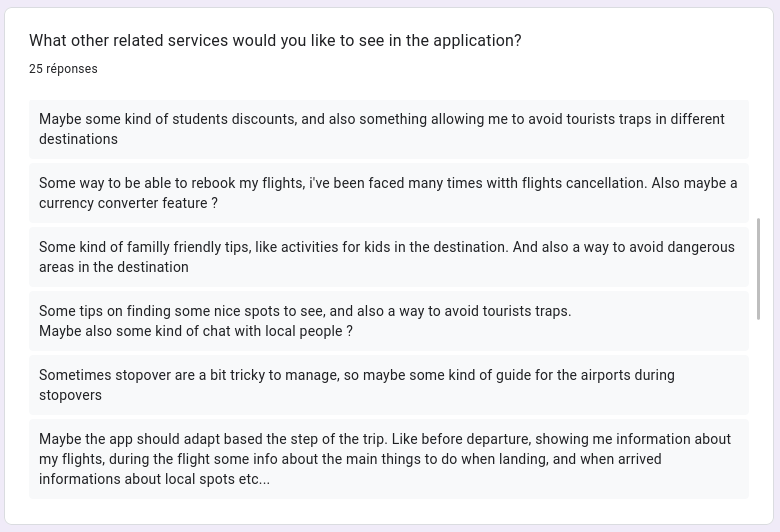 What other related services would you like to see in the application?
25 réponses
Maybe some kind of students discounts, and also something allowing me to avoid tourists traps in different
destinations
Some way to be able to rebook my flights, i've been faced many times witth flights cancellation. Also maybe a
currency converter feature ?
Some kind of familly friendly tips, like activities for kids in the destination. And also a way to avoid dangerous
areas in the destination
Some tips on finding some nice spots to see, and also a way to avoid tourists traps.
Maybe also some kind of chat with local people ?
Sometimes stopover are a bit tricky to manage, so maybe some kind of guide for the airports during
stopovers
Maybe the app should adapt based the step of the trip. Like before departure, showing me information about
my flights, during the flight some info about the main things to do when landing, and when arrived
informations about local spots etc...